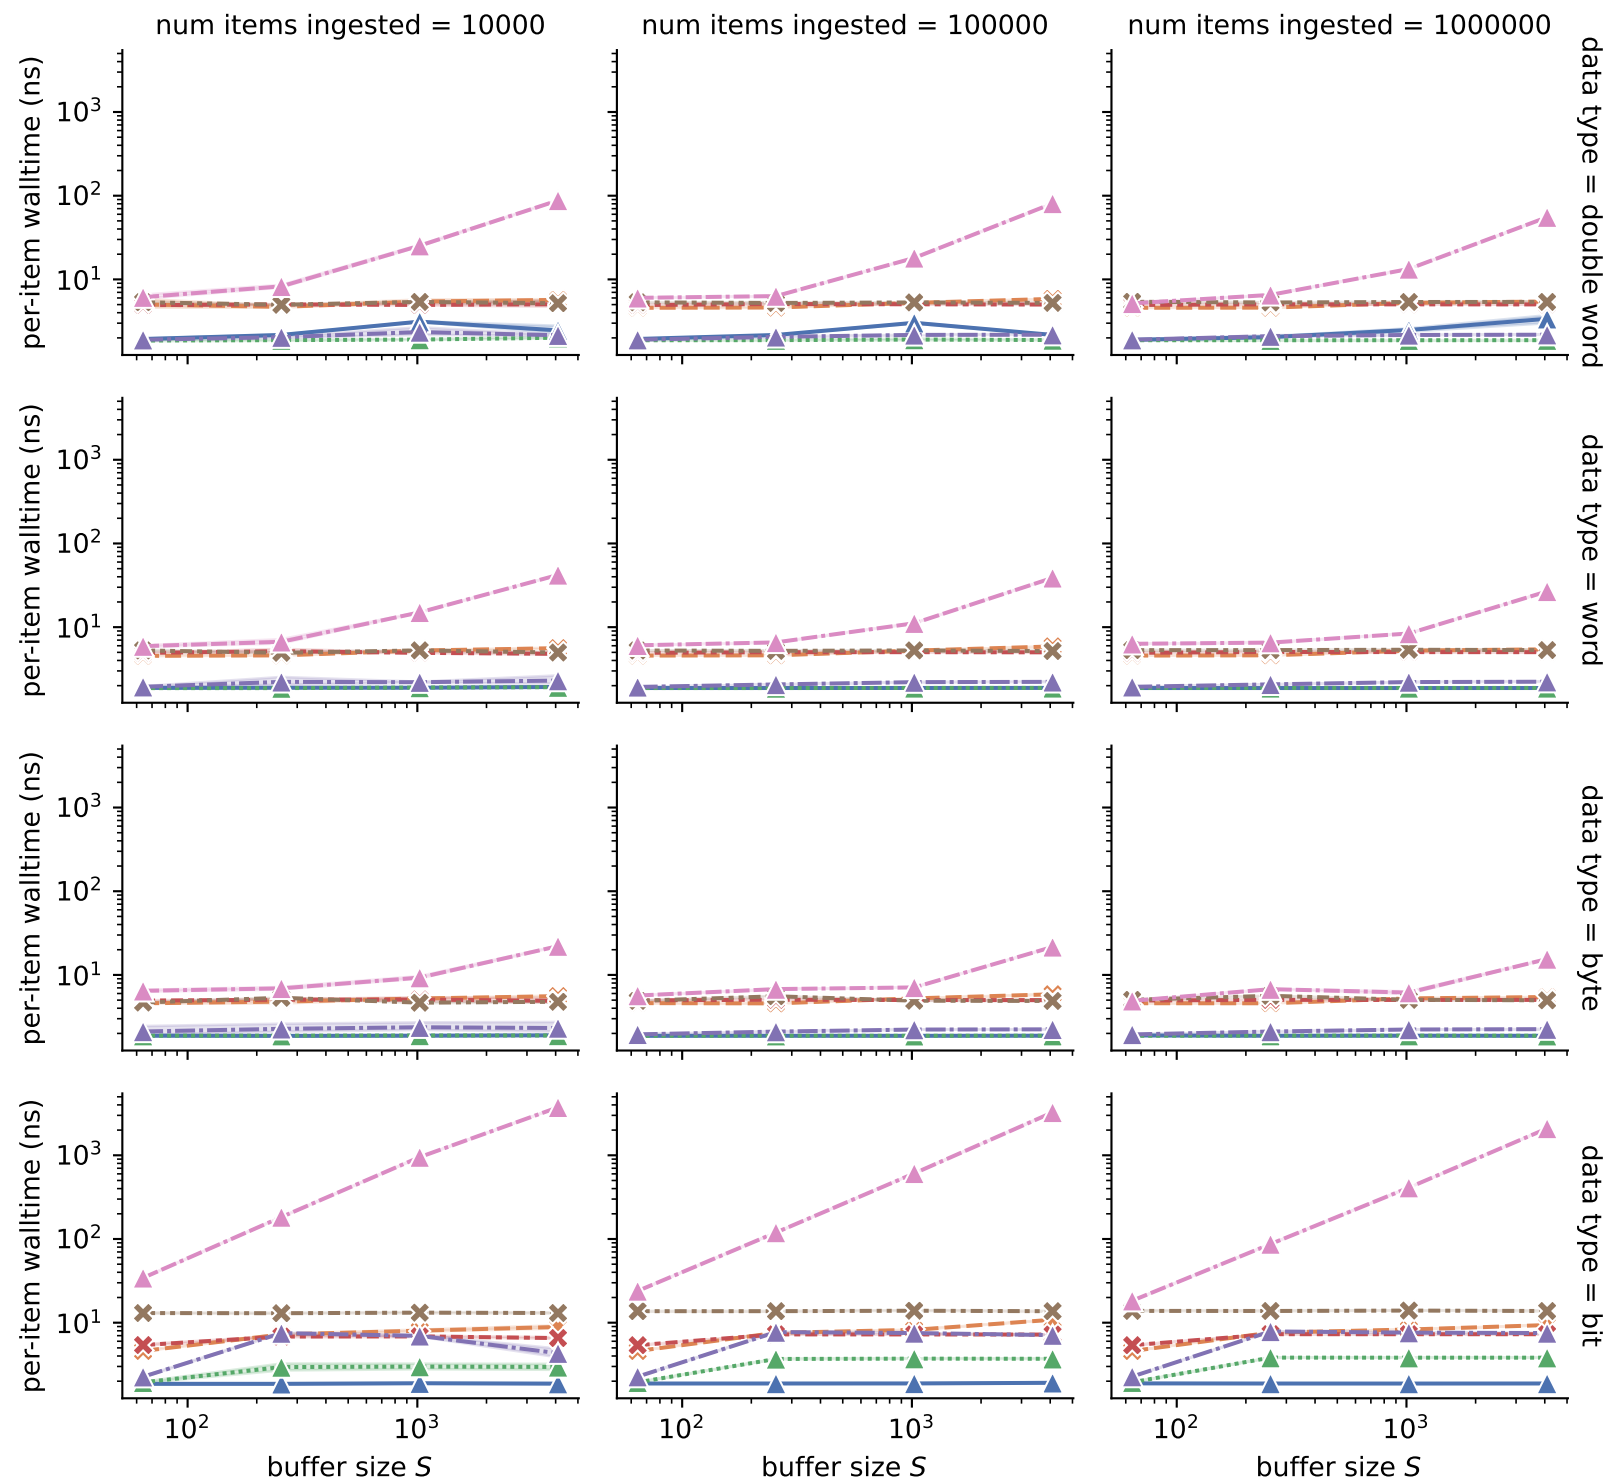 num items ingested = 10000
num items ingested = 100000
num items ingested = 1000000
per-item walltime (ns)
10³
10²
10¹
data type = double word
per-item walltime (ns)
10³
10²
10¹
data type = word
per-item walltime (ns)
10³
10²
10¹
data type = byte
per-item walltime (ns)
10³
10²
10¹
data type = bit
10² 10³
10² 10³
10² 10³
buffer size S
buffer size S
buffer size S